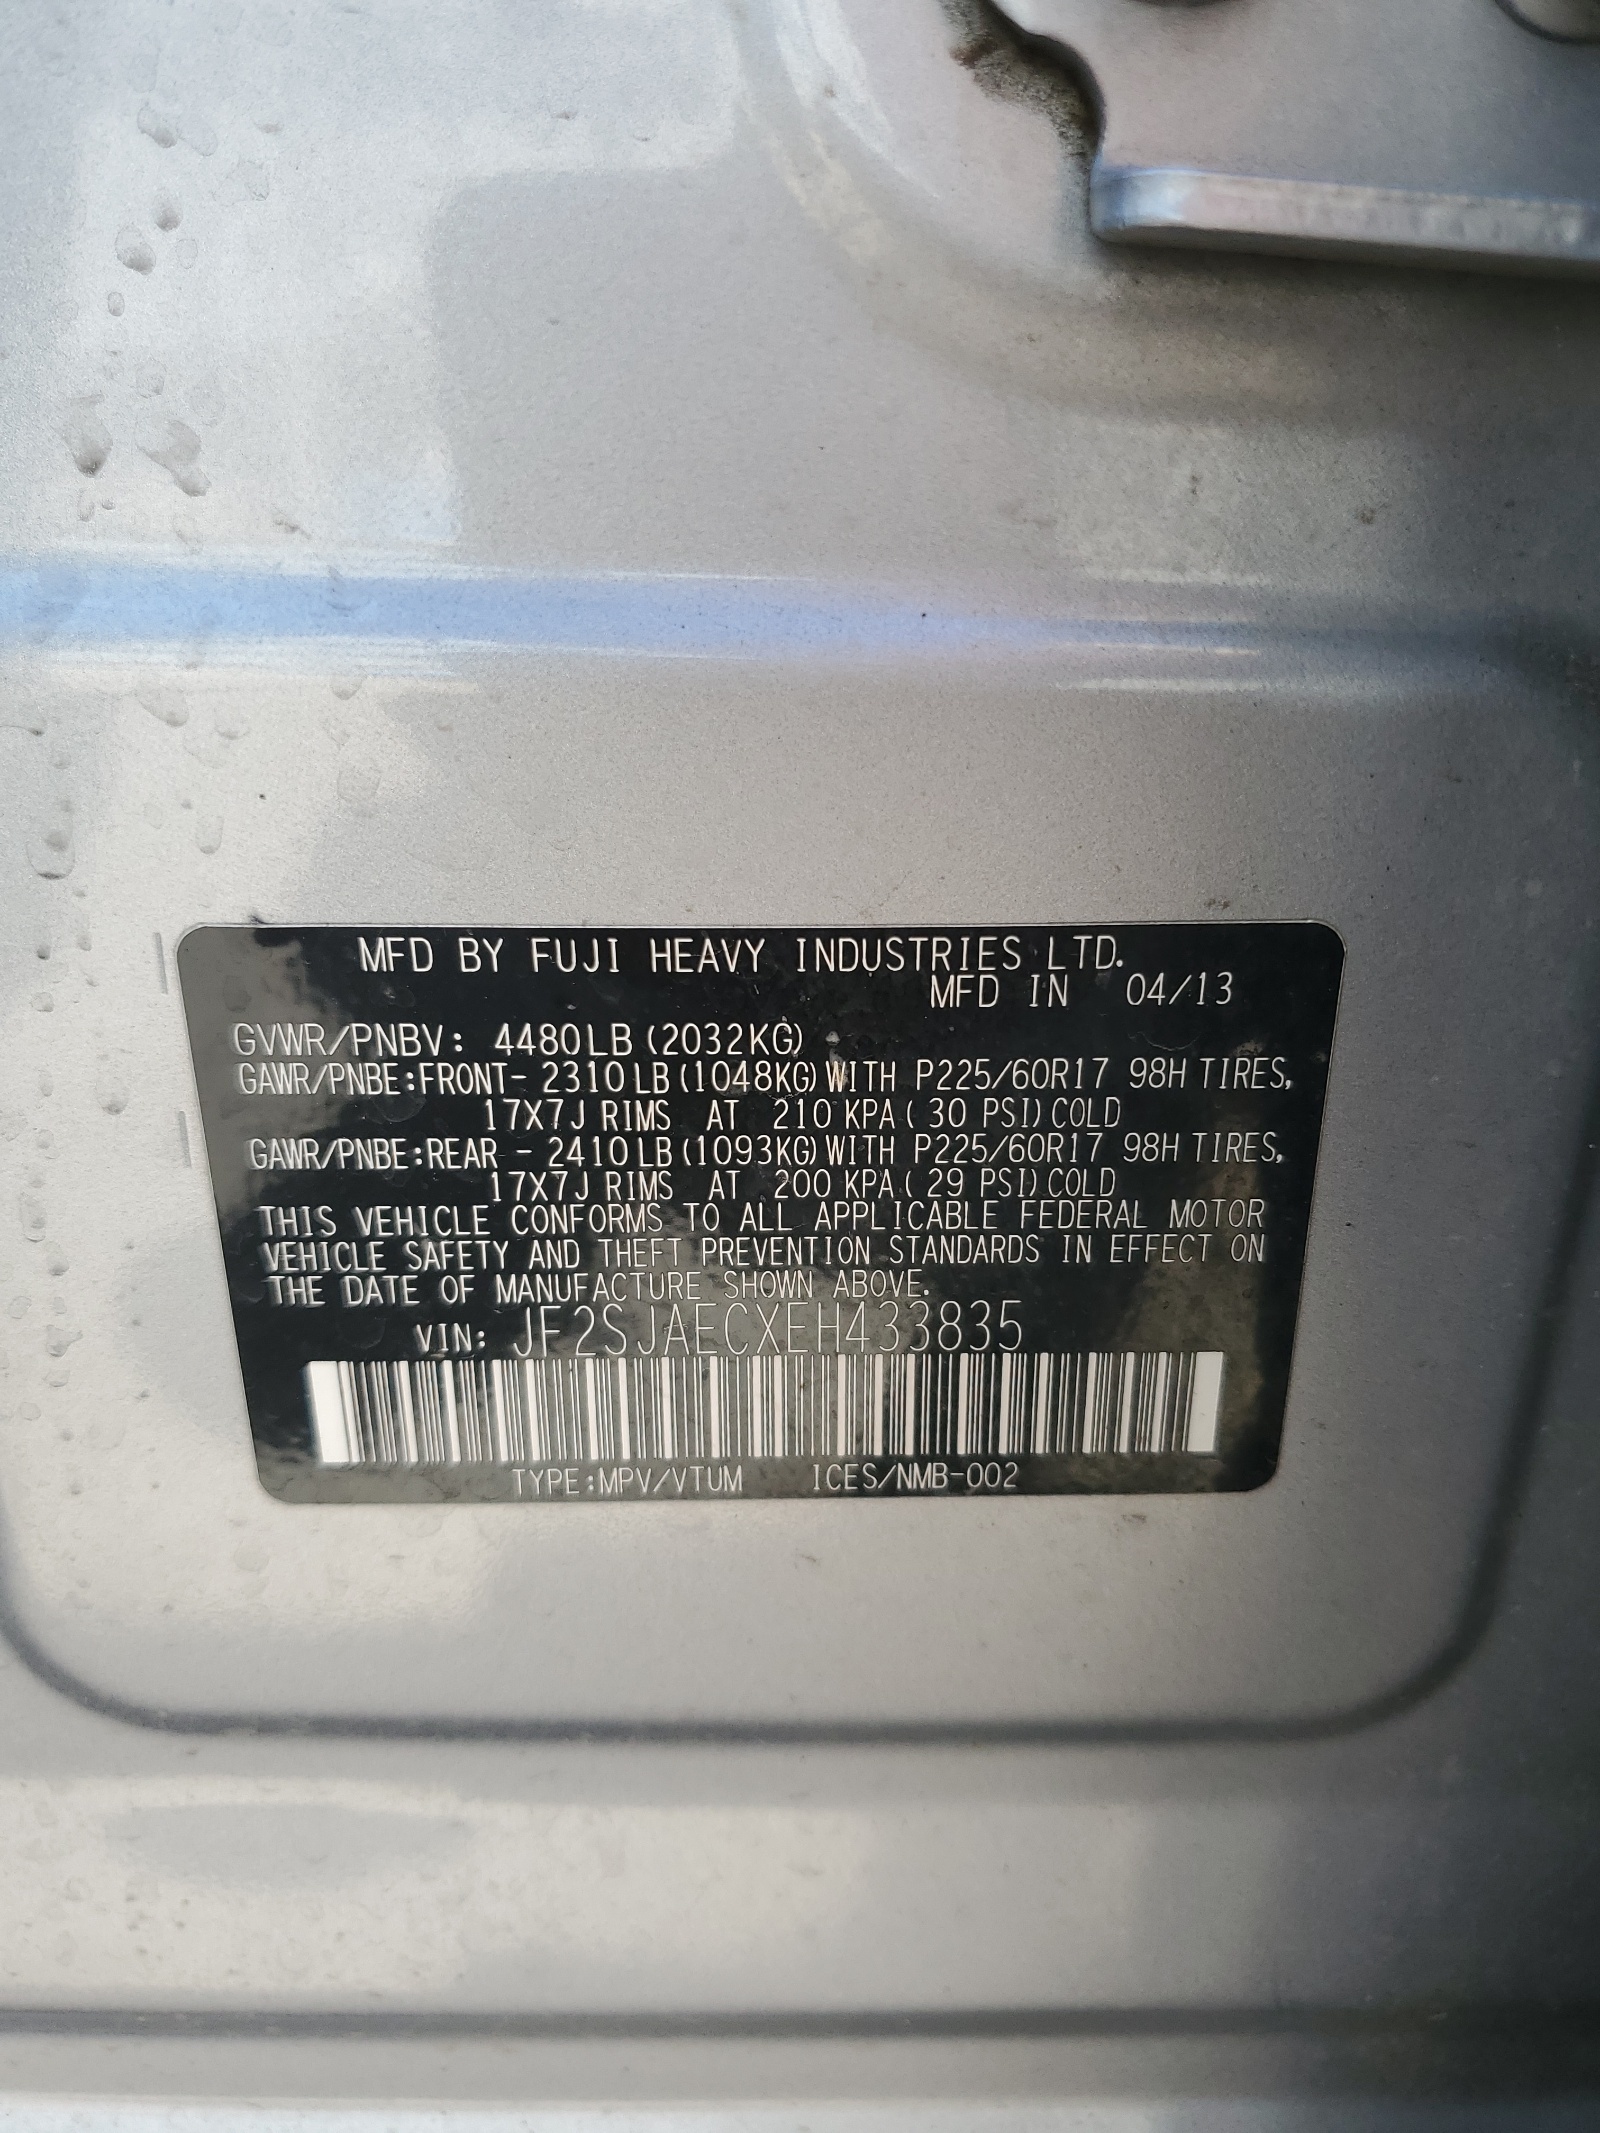 MFD BY FUJI HEAVY INDUSTRIES LTD.
MFD IN 04/13
GVWR/PNBV: 4480LB (2032KG)
GAWR/PNBE:FRONT- 2310LB(1048KG)WITH P225/60R17 98H TIRES,
17X7J RIMS AT 210 KPA( 30 PSI)COLD
GAWR/PNBE:REAR - 2410LB(1093KG)WITH P225/60R17 98H TIRES,
17X7J RIMS AT 200 KPA( 29 PSI)COLD
THIS VEHICLE CONFORMS TO ALL APPLICABLE FEDERAL MOTOR
VEHICLE SAFETY AND THEFT PREVENTION STANDARDS IN EFFECT ON
THE DATE OF MANUFACTURE SHOWN ABOVE.
VIN: JF2SJAECXEH433835
TYPE:MPV/VTUM ICES/NMB-002